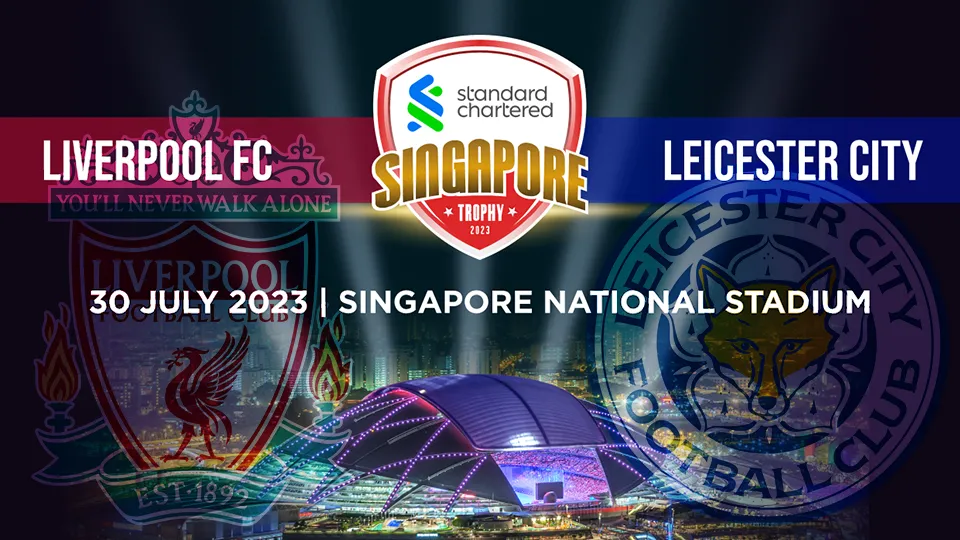 standard
chartered
SINGAPORE
TROPHY
2023
LIVERPOOL FC
LEICESTER CITY
YOU'LL NEVER WALK ALONE
LIVERPOOL
FOOTBALL CLUB
EST·1892
30 JULY 2023 | SINGAPORE NATIONAL STADIUM
LEICESTER CITY
FOOTBALL CLUB